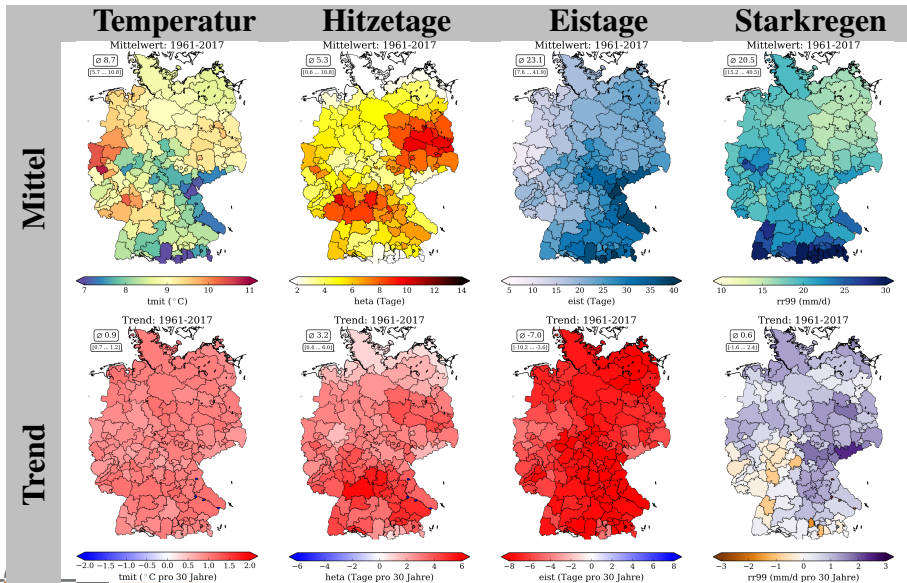 Temperatur Hitzetage Eistage Starkregen
Mittel
Mittelwert: 1961-2017 Mittelwert: 1961-2017 Mittelwert: 1961-2017 Mittelwert: 1961-2017
∅ 8.7 ∅ 5.3 ∅ 23.1 ∅ 20.5
[5.7 ... 10.8] [0.6 ... 10.8] [7.6 ... 41.9] [15.2 ... 40.5]
7 8 9 10 11 2 4 6 8 10 12 14 5 10 15 20 25 30 35 40 10 15 20 25 30
tmit (°C) heta (Tage) eist (Tage) rr99 (mm/d)
Trend
Trend: 1961-2017 Trend: 1961-2017 Trend: 1961-2017 Trend: 1961-2017
∅ 0.9 ∅ 3.2 ∅ -7.0 ∅ 0.6
[0.7 ... 1.2] [0.4 ... 6.0] [-10.2 ... -3.6] [-1.6 ... 2.4]
−2.0 −1.5 −1.0 −0.5 0.0 0.5 1.0 1.5 2.0 −6 −4 −2 0 2 4 6 −8 −6 −4 −2 0 2 4 6 8 −3 −2 −1 0 1 2 3
tmit (°C pro 30 Jahre) heta (Tage pro 30 Jahre) eist (Tage pro 30 Jahre) rr99 (mm/d pro 30 Jahre)